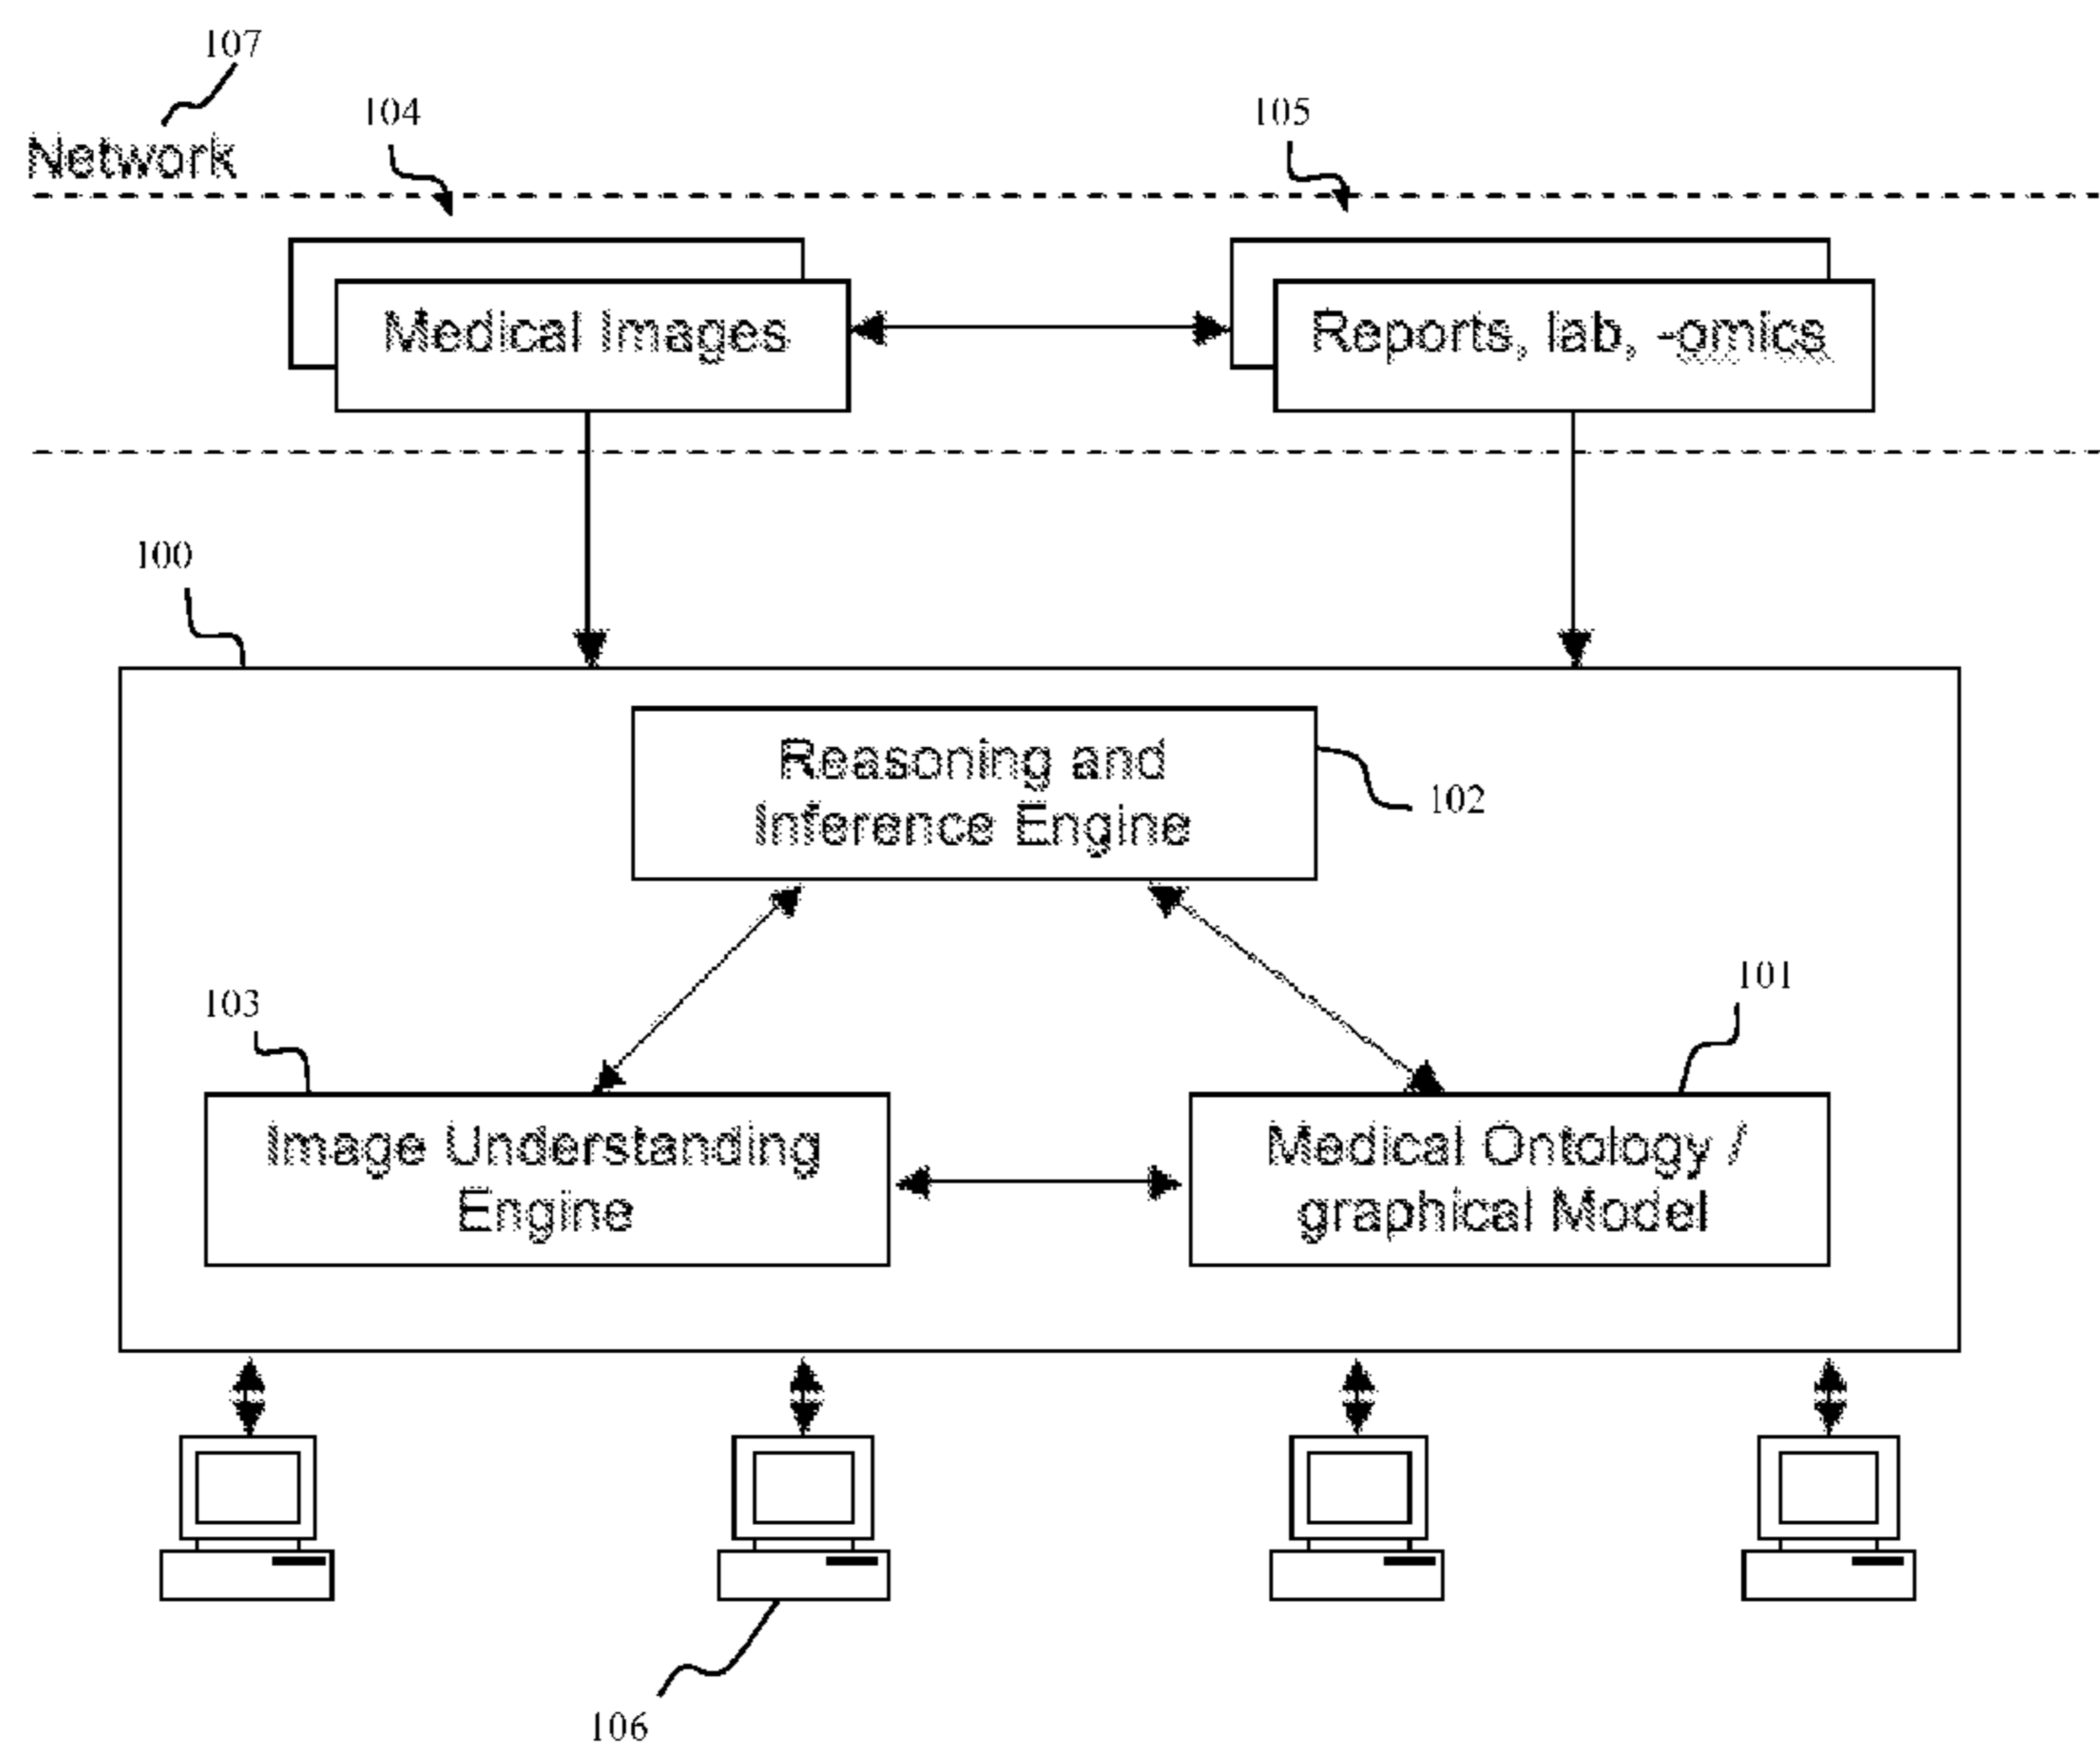 107
104
105
Network
Medical Images
Reports, lab, -omics
100
Reasoning and
Inference Engine
102
101
103
Image Understanding
Engine
Medical Ontology /
graphical Model
106